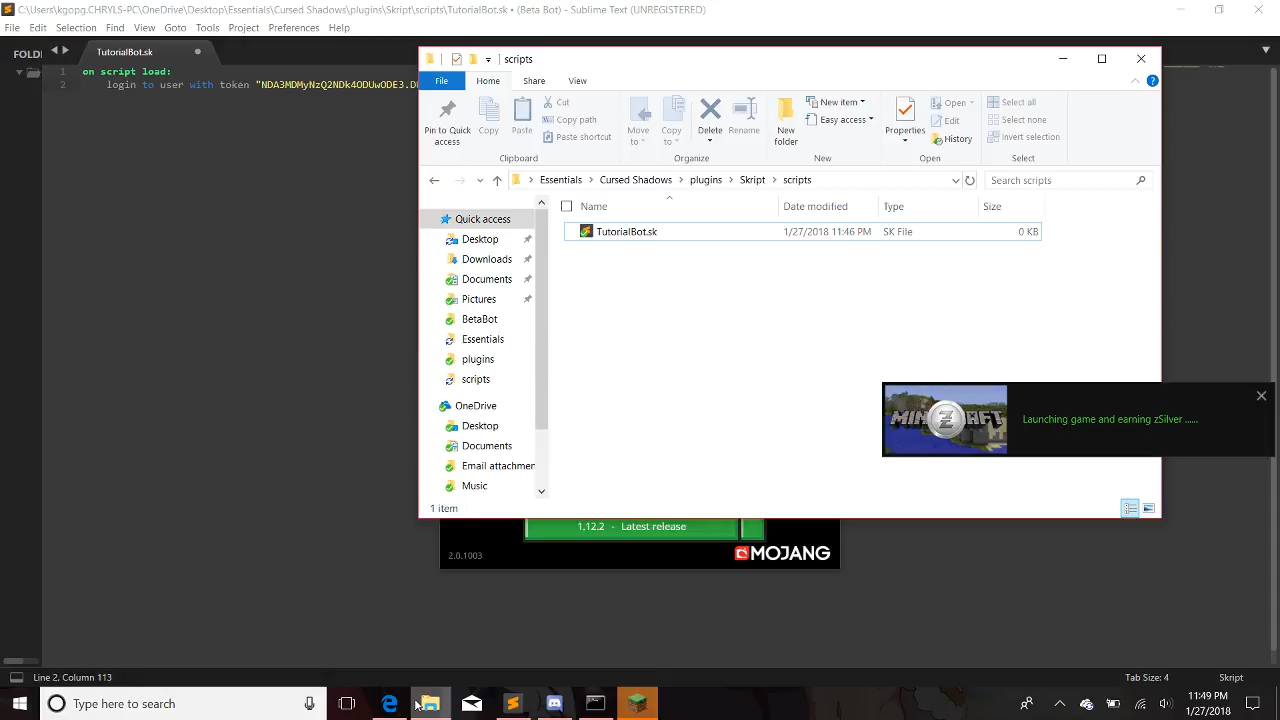 C:\Users\kgopg.CHRYLS-PC\OneDrive\Desktop\Essentials\Cursed Shadows\plugins\Skript\scripts\TutorialBot.sk • (Beta Bot) - Sublime Text (UNREGISTERED)
File Edit Selection Find View Goto Tools Project Preferences Help
FOLD
TutorialBot.sk
1 on script load:
2 login to user with token "NDA3MDMyNzQ2NDk4ODUwODE3.D
scripts
File Home Share View
Pin to Quick access
Copy
Paste
Cut
Copy path
Paste shortcut
Clipboard
Move to
Copy to
Delete
Rename
Organize
New folder
New item
Easy access
New
Properties
Open
Edit
History
Open
Select all
Select none
Invert selection
Select
Essentials Cursed Shadows plugins Skript scripts
Search scripts
Name Date modified Type Size
TutorialBot.sk 1/27/2018 11:46 PM SK File 0 KB
Quick access
Desktop
Downloads
Documents
Pictures
BetaBot
Essentials
plugins
scripts
OneDrive
Desktop
Documents
Email attachmen
Music
1 item
MINECRAFT
Z
Launching game and earning zSilver ......
1.12.2 - Latest release
2.0.1003
MOJANG
Line 2, Column 113
Tab Size: 4
Skript
Type here to search
11:49 PM
1/27/2018